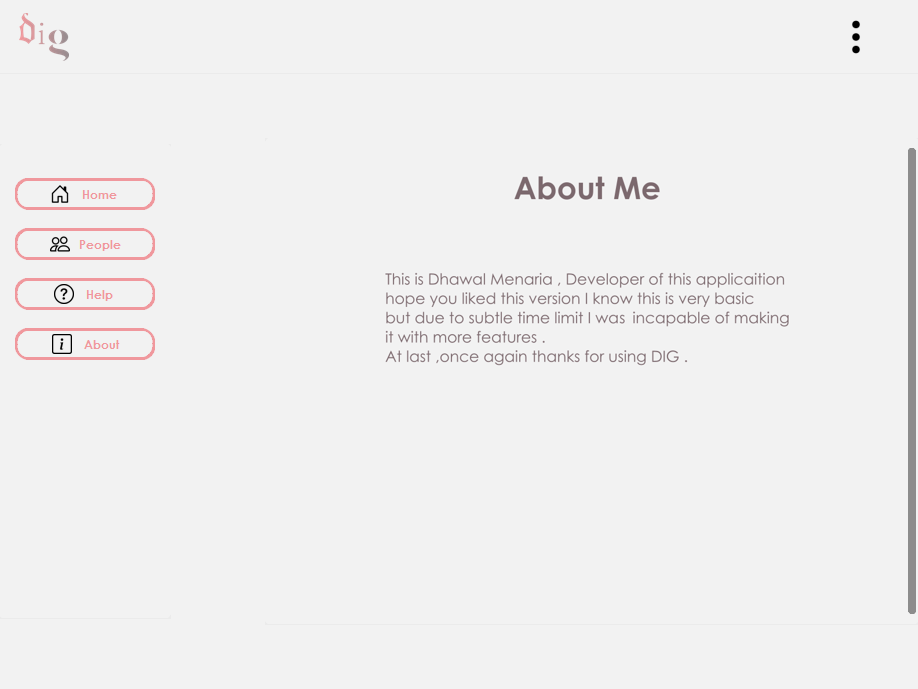 dig
Home
People
Help
About
About Me
This is Dhawal Menaria , Developer of this applicaition
hope you liked this version I know this is very basic
but due to subtle time limit I was  incapable of making
it with more features .
At last ,once again thanks for using DIG .